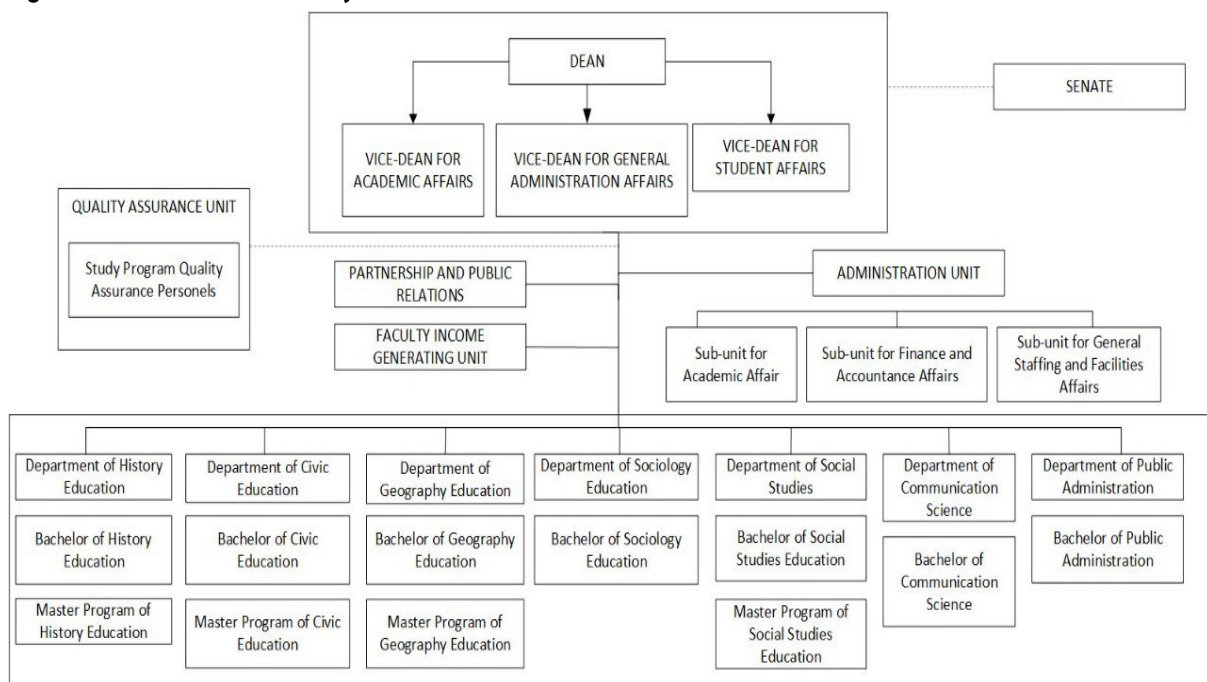 DEAN
SENATE
VICE-DEAN FOR
ACADEMIC AFFAIRS
VICE-DEAN FOR GENERAL
ADMINISTRATION AFFAIRS
VICE-DEAN FOR
STUDENT AFFAIRS
QUALITY ASSURANCE UNIT
Study Program Quality
Assurance Personels
PARTNERSHIP AND PUBLIC
RELATIONS
ADMINISTRATION UNIT
FACULTY INCOME
GENERATING UNIT
Sub-unit for
Academic Affair
Sub-unit for Finance and
Accountance Affairs
Sub-unit for General
Staffing and Facilities
Affairs
Department of History
Education
Department of Civic
Education
Department of
Geography Education
Department of Sociology
Education
Department of Social
Studies
Department of
Communication
Science
Department of Public
Administration
Bachelor of History
Education
Bachelor of Civic
Education
Bachelor of Geography
Education
Bachelor of Sociology
Education
Bachelor of Social
Studies Education
Bachelor of
Communication
Science
Bachelor of Public
Administration
Master Program of
History Education
Master Program of Civic
Education
Master Program of
Geography Education
Master Program of
Social Studies
Education